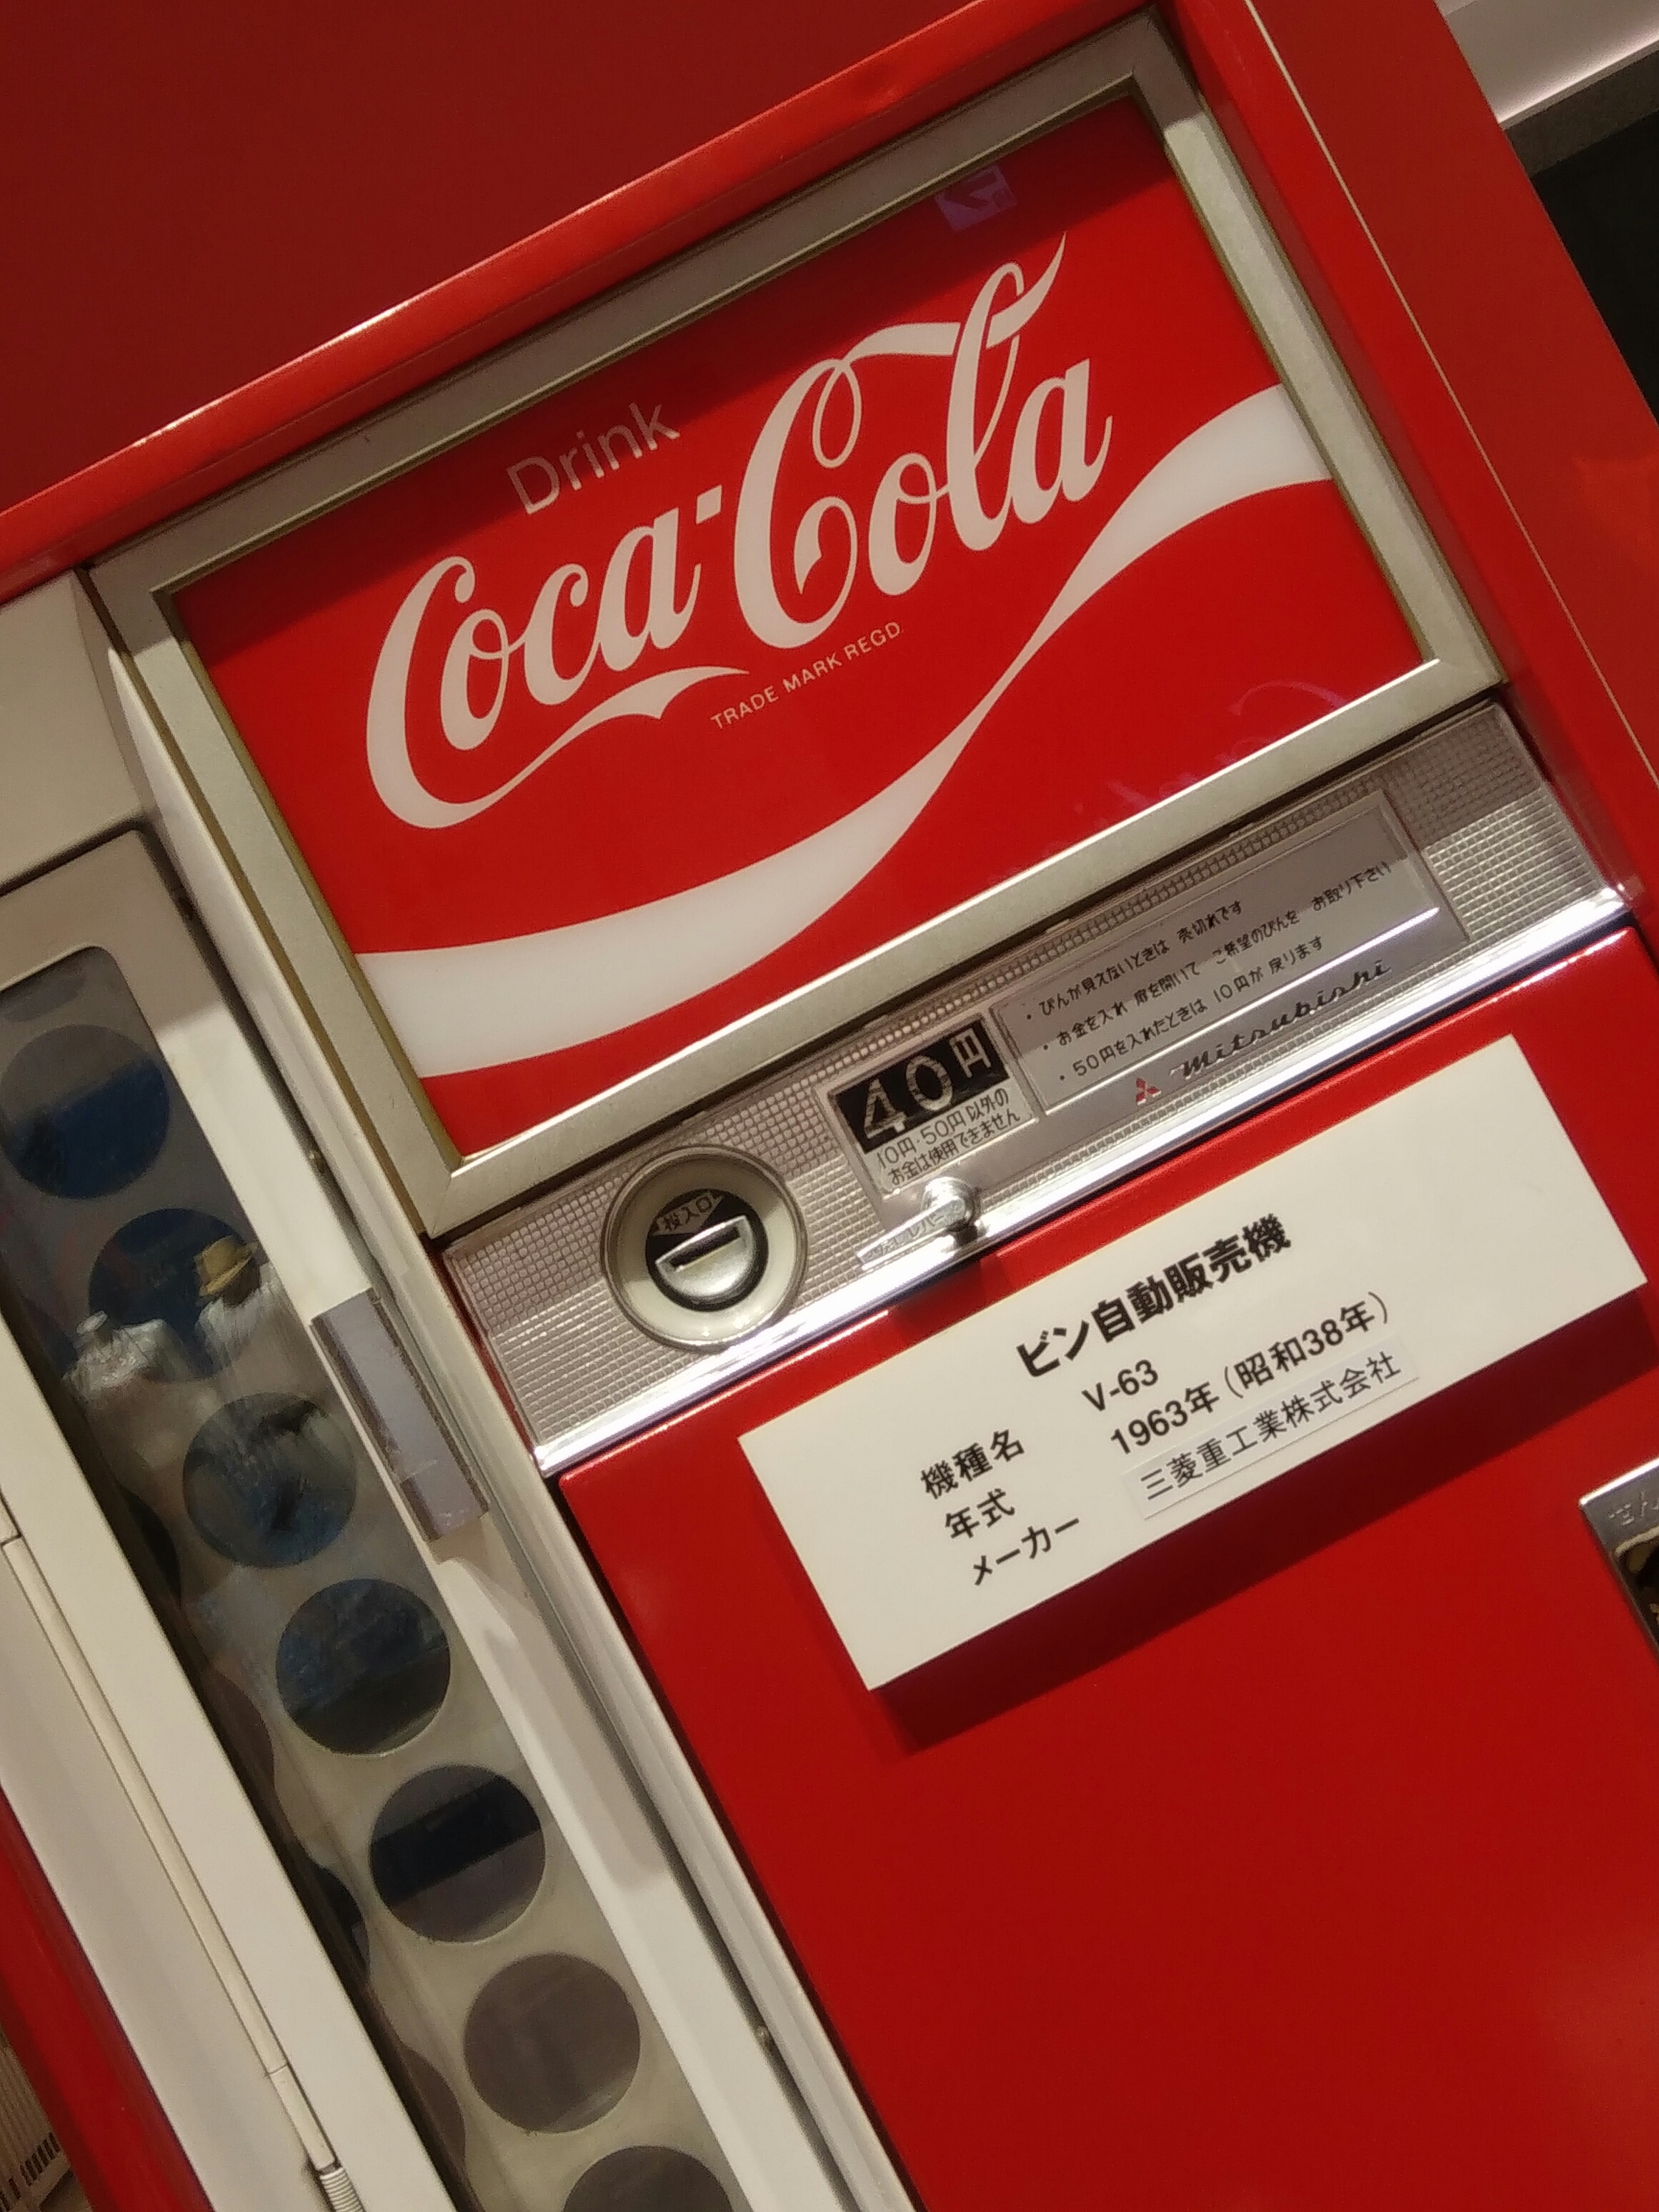 Drink
Coca-Cola
TRADE MARK REGD
・びんが見えないときは 売切れです
・お金を入れ 扉を開いて ご希望のびんを お取り下さい
・50円を入れたときは 10円が 戻ります
Mitsubishi
40円
10円・50円以外の
お金は使用できません
投入口
レバー
ビン自動販売機
機種名 V-63
年式 1963年(昭和38年)
メーカー 三菱重工業株式会社
せん